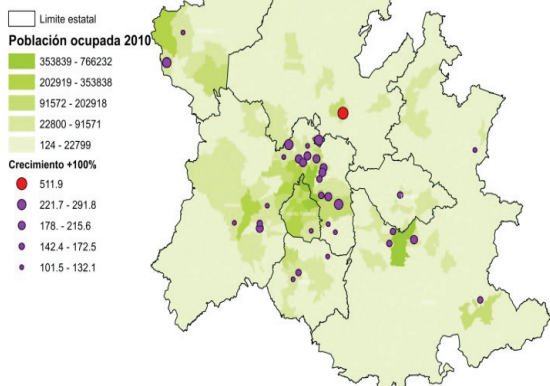 Limite estatal
Población ocupada 2010
353839 - 766232
202919 - 353838
91572 - 202918
22800 - 91571
124 - 22799
Crecimiento +100%
511.9
221.7 - 291.8
178. - 215.6
142.4 - 172.5
101.5 - 132.1